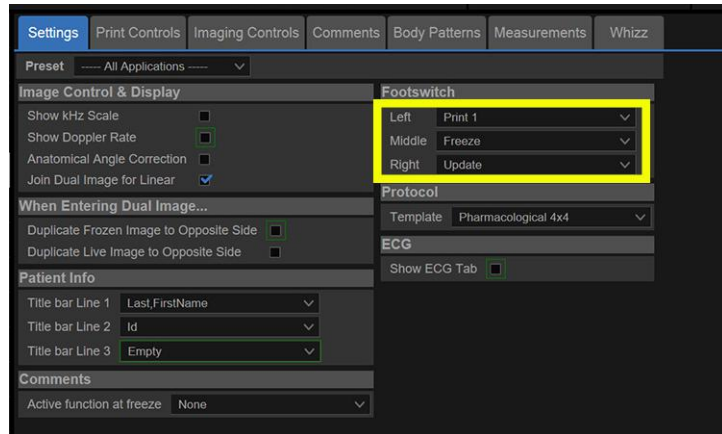 Settings Print Controls Imaging Controls Comments Body Patterns Measurements Whizz
Preset ----- All Applications -----
Image Control & Display
Show kHz Scale
Show Doppler Rate
Anatomical Angle Correction
Join Dual Image for Linear
When Entering Dual Image...
Duplicate Frozen Image to Opposite Side
Duplicate Live Image to Opposite Side
Patient Info
Title bar Line 1 Last,FirstName
Title bar Line 2 Id
Title bar Line 3 Empty
Comments
Active function at freeze None
Footswitch
Left Print 1
Middle Freeze
Right Update
Protocol
Template Pharmacological 4x4
ECG
Show ECG Tab